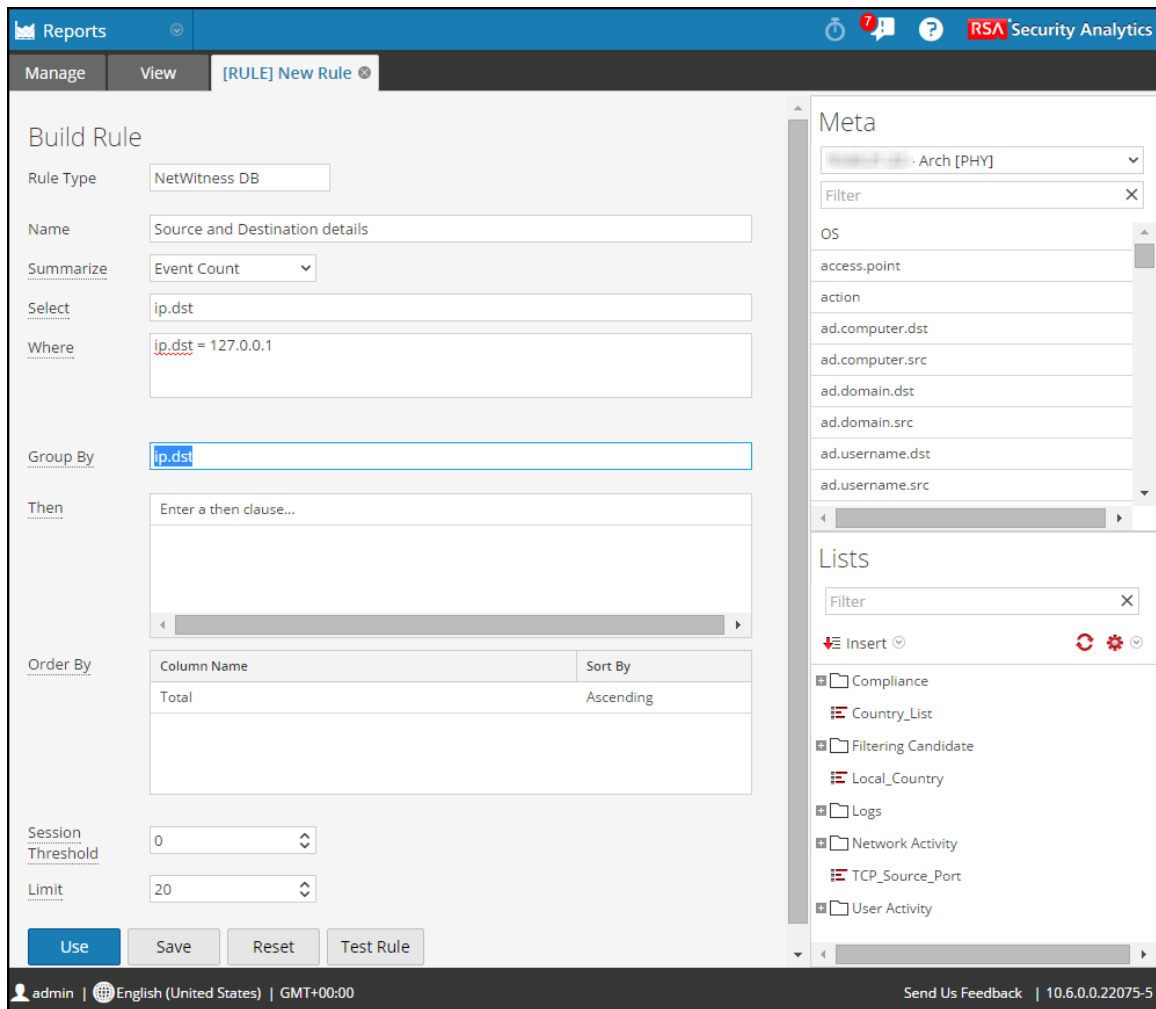 Reports
7
?
RSA Security Analytics
Manage
View
[RULE] New Rule
Build Rule
Rule Type
NetWitness DB
Name
Source and Destination details
Summarize
Event Count
Select
ip.dst
Where
ip.dst = 127.0.0.1
Group By
ip.dst
Then
Enter a then clause...
Order By
Column Name
Sort By
Total
Ascending
Session
Threshold
0
Limit
20
Use
Save
Reset
Test Rule
Meta
- Arch [PHY]
Filter
OS
access.point
action
ad.computer.dst
ad.computer.src
ad.domain.dst
ad.domain.src
ad.username.dst
ad.username.src
Lists
Filter
Insert
Compliance
Country_List
Filtering Candidate
Local_Country
Logs
Network Activity
TCP_Source_Port
User Activity
admin | English (United States) | GMT+00:00
Send Us Feedback | 10.6.0.0.22075-5